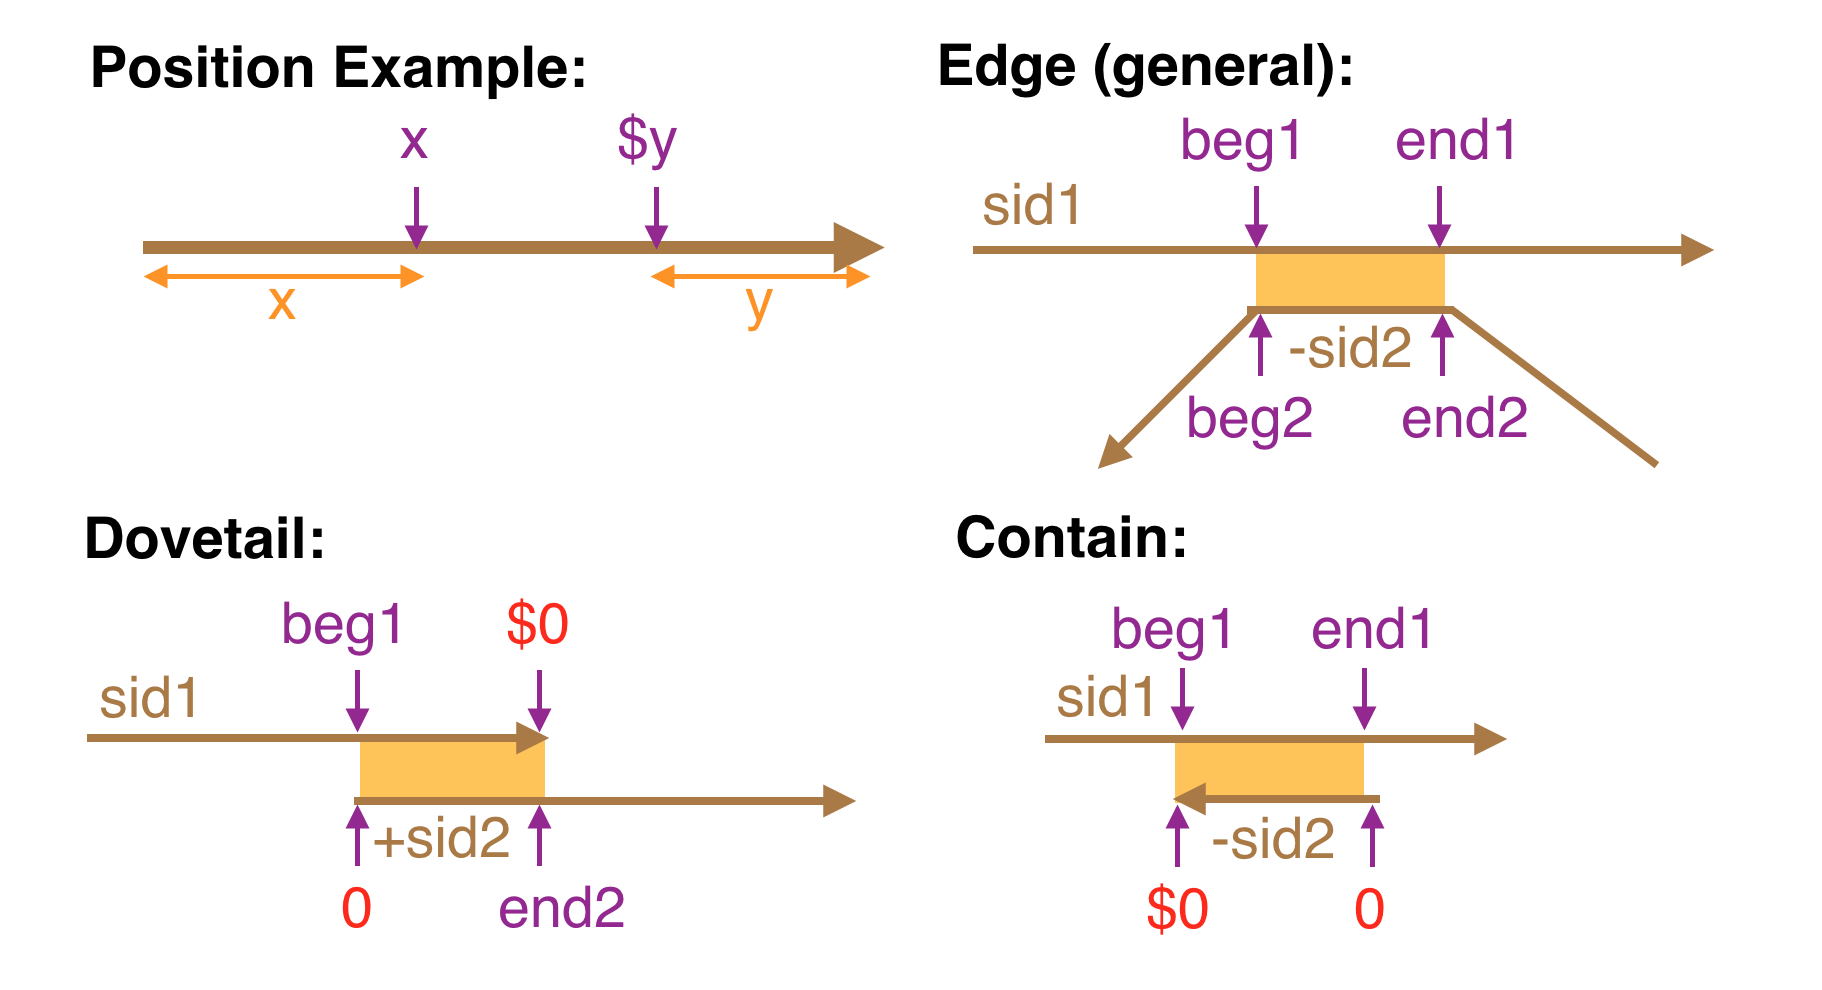 Position Example:
x $y
x y
Edge (general):
beg1 end1
sid1
-sid2
beg2 end2
Dovetail:
beg1 $0
sid1
+sid2
0 end2
Contain:
beg1 end1
sid1
-sid2
$0 0